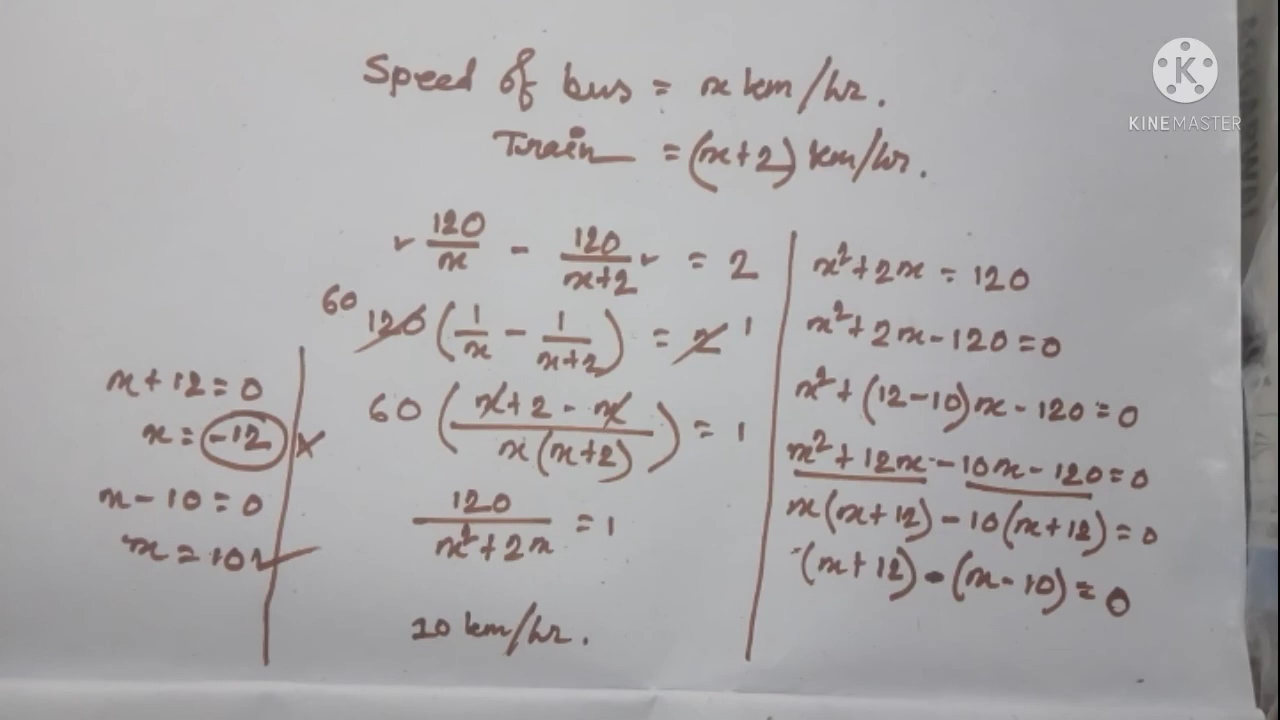 Speed of bus = x km/hr.
Train = (x+2) km/hr.
120/x - 120/(x+2) = 2
60 120 (1/x - 1/(x+2)) = 2 1
60 ((x+2-x)/(x(x+2))) = 1
120/(x²+2x) = 1
10 km/hr.
x²+2x = 120
x²+2x-120=0
x²+(12-10)x-120=0
x²+12x-10x-120=0
x(x+12)-10(x+12)=0
(x+12)-(x-10)=0
x+12=0
x=-12 ×
x-10=0
x=10 ✓
K
KINEMASTER